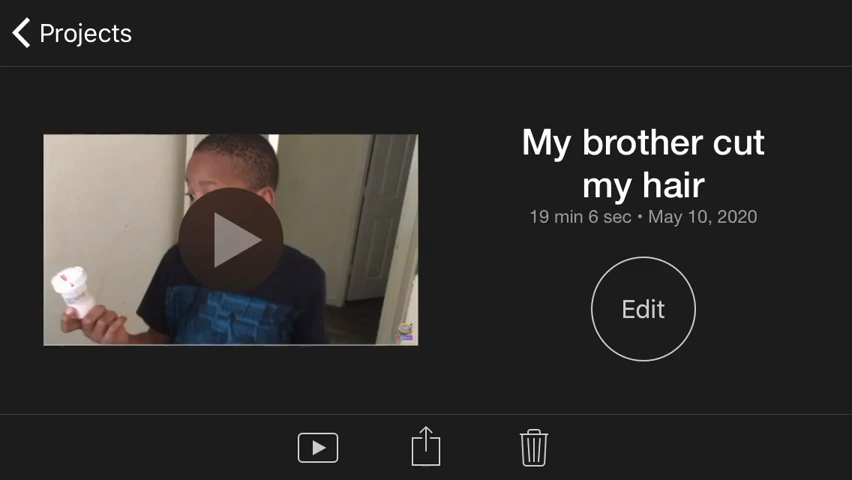 Projects
My brother cut
my hair
19 min 6 sec • May 10, 2020
Edit